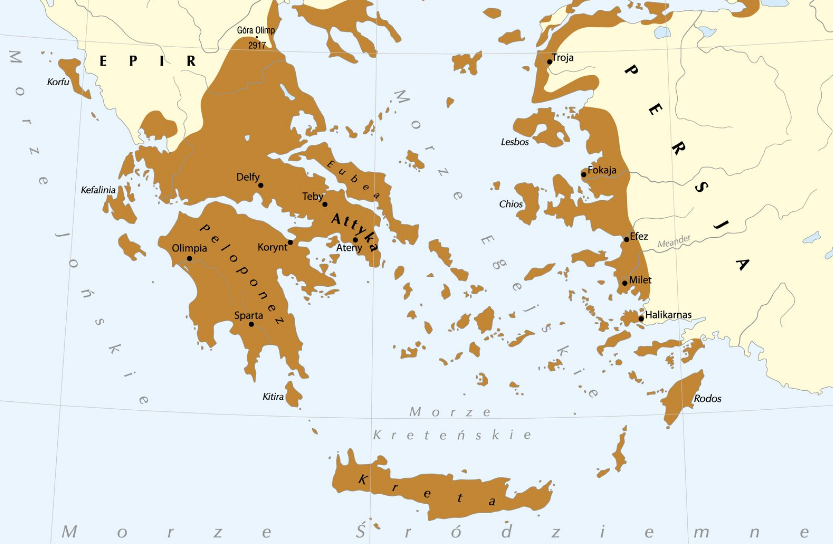 Góra Olimp
2917
EPIR
Korfu
Troja
PERSJA
Morze Jońskie
Morze Egejskie
Lesbos
Eubea
Fokaja
Delfy
Kefalinia
Teby
Chios
Attyka
Peloponez
Olimpia
Korynt
Ateny
Efez
Meander
Milet
Sparta
Halikarnas
Kitira
Rodos
Morze
Kreteńskie
Kreta
Morze Śródziemne